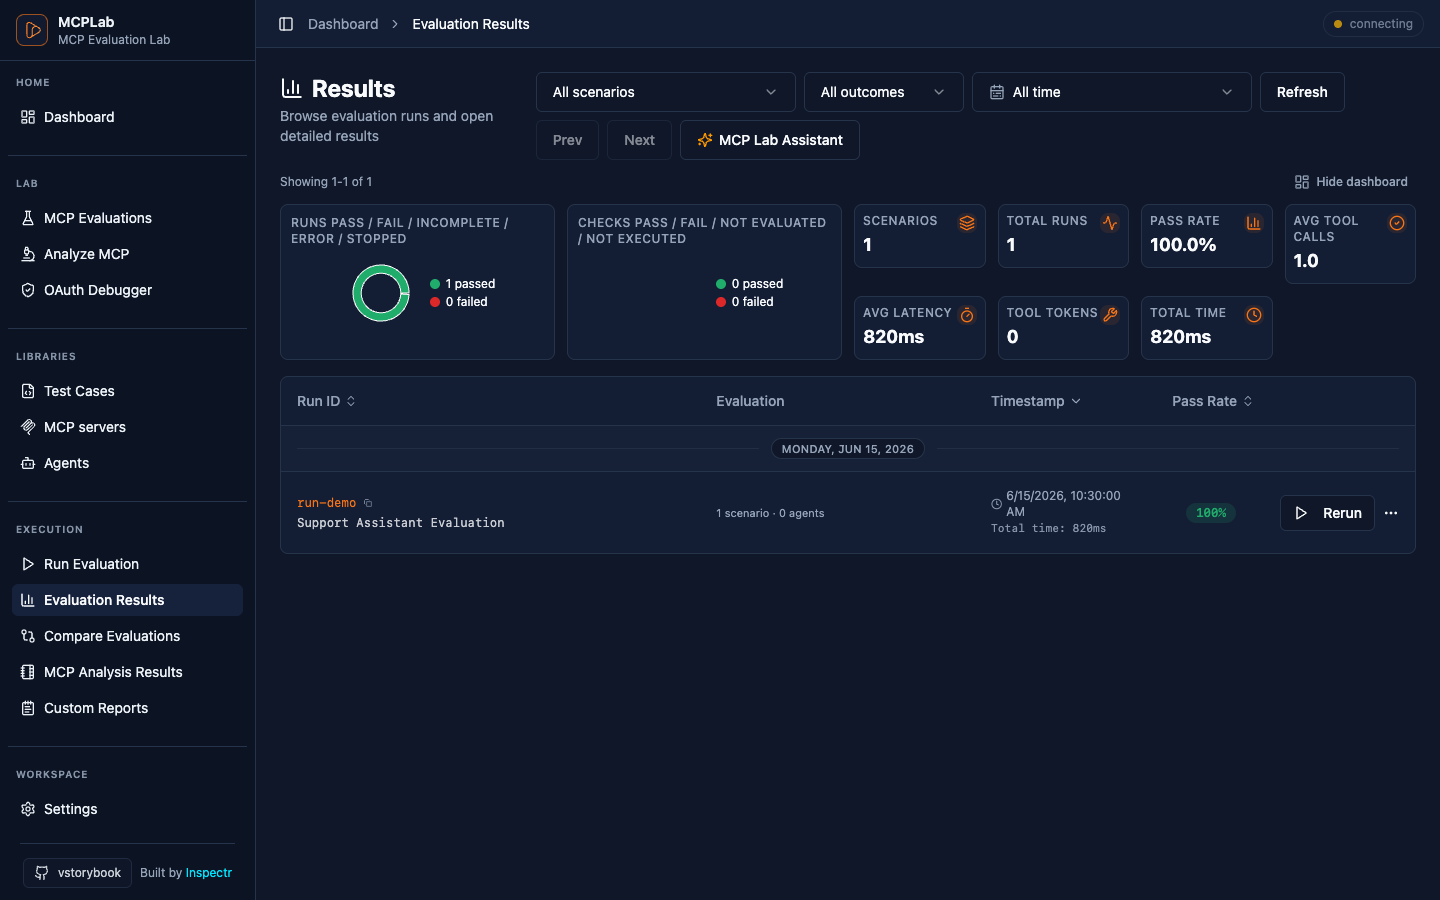 MCPLab
MCP Evaluation Lab
HOME
Dashboard
LAB
MCP Evaluations
Analyze MCP
OAuth Debugger
LIBRARIES
Test Cases
MCP servers
Agents
EXECUTION
Run Evaluation
Evaluation Results
Compare Evaluations
MCP Analysis Results
Custom Reports
WORKSPACE
Settings
vstorybook
Built by Inspectr
Dashboard
Evaluation Results
connecting
Results
Browse evaluation runs and open
detailed results
All scenarios
All outcomes
All time
Refresh
Prev
Next
MCP Lab Assistant
Showing 1-1 of 1
Hide dashboard
RUNS PASS / FAIL / INCOMPLETE /
ERROR / STOPPED
1 passed
0 failed
CHECKS PASS / FAIL / NOT EVALUATED
/ NOT EXECUTED
0 passed
0 failed
SCENARIOS
1
TOTAL RUNS
1
PASS RATE
100.0%
AVG TOOL
CALLS
1.0
AVG LATENCY
820ms
TOOL TOKENS
0
TOTAL TIME
820ms
Run ID
Evaluation
Timestamp
Pass Rate
MONDAY, JUN 15, 2026
run-demo
Support Assistant Evaluation
1 scenario · 0 agents
6/15/2026, 10:30:00
AM
Total time: 820ms
100%
Rerun